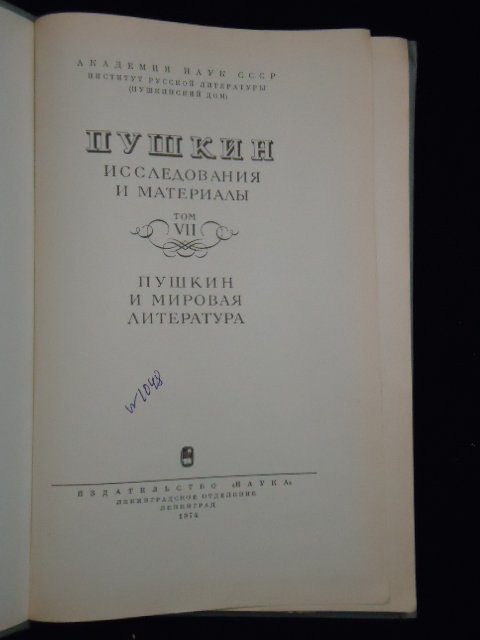 АКАДЕМИЯ НАУК СССР
ИНСТИТУТ РУССКОЙ ЛИТЕРАТУРЫ
(ПУШКИНСКИЙ ДОМ)
ПУШКИН
ИССЛЕДОВАНИЯ
И МАТЕРИАЛЫ
ТОМ
VII
ПУШКИН
И МИРОВАЯ
ЛИТЕРАТУРА
ИЗДАТЕЛЬСТВО «НАУКА»
ЛЕНИНГРАДСКОЕ ОТДЕЛЕНИЕ
ЛЕНИНГРАД
1974